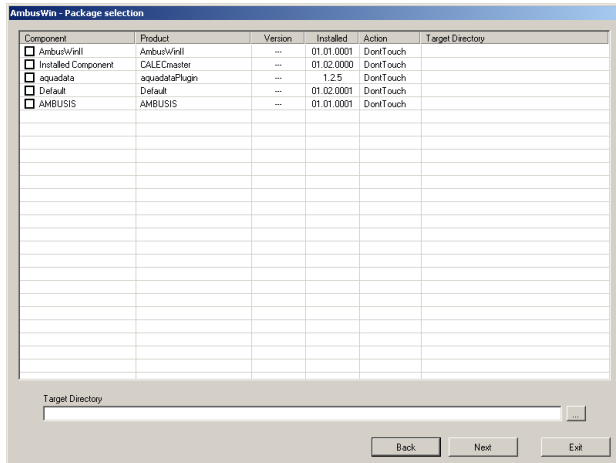 AmbusWin - Package selection
Component Product Version Installed Action Target Directory
AmbusWinII AmbusWinII --- 01.01.0001 DontTouch
Installed Component CALECmaster --- 01.02.0000 DontTouch
aquadata aquadataPlugin --- 1.2.5 DontTouch
Default Default --- 01.02.0001 DontTouch
AMBUSIS AMBUSIS --- 01.01.0001 DontTouch
Target Directory
...
Back Next Exit